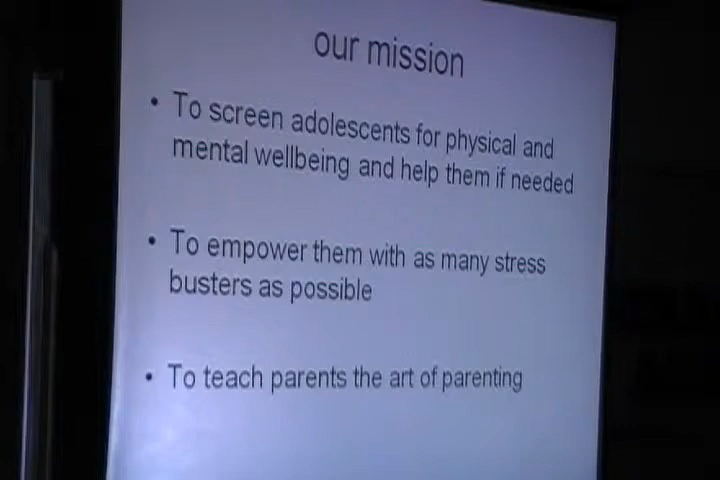 our mission
• To screen adolescents for physical and
mental wellbeing and help them if needed
• To empower them with as many stress
busters as possible
• To teach parents the art of parenting